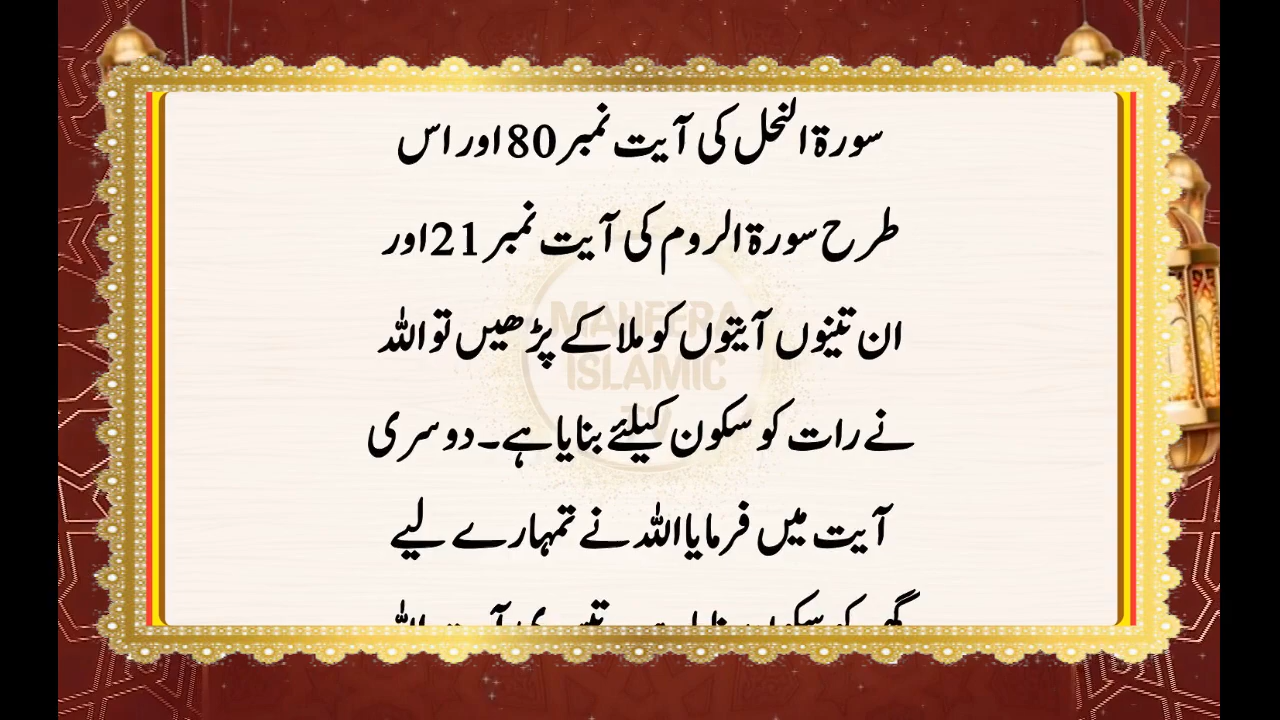 سورۃ النحل کی آیت نمبر 80 اور اس
طرح سورۃ الروم کی آیت نمبر 21 اور
ان تینوں آیتوں کو ملا کے پڑھیں تو اللہ
نے رات کو سکون کیلئے بنایا ہے۔ دوسری
آیت میں فرمایا اللہ نے تمہارے لیے
MAHEERA
ISLAMIC